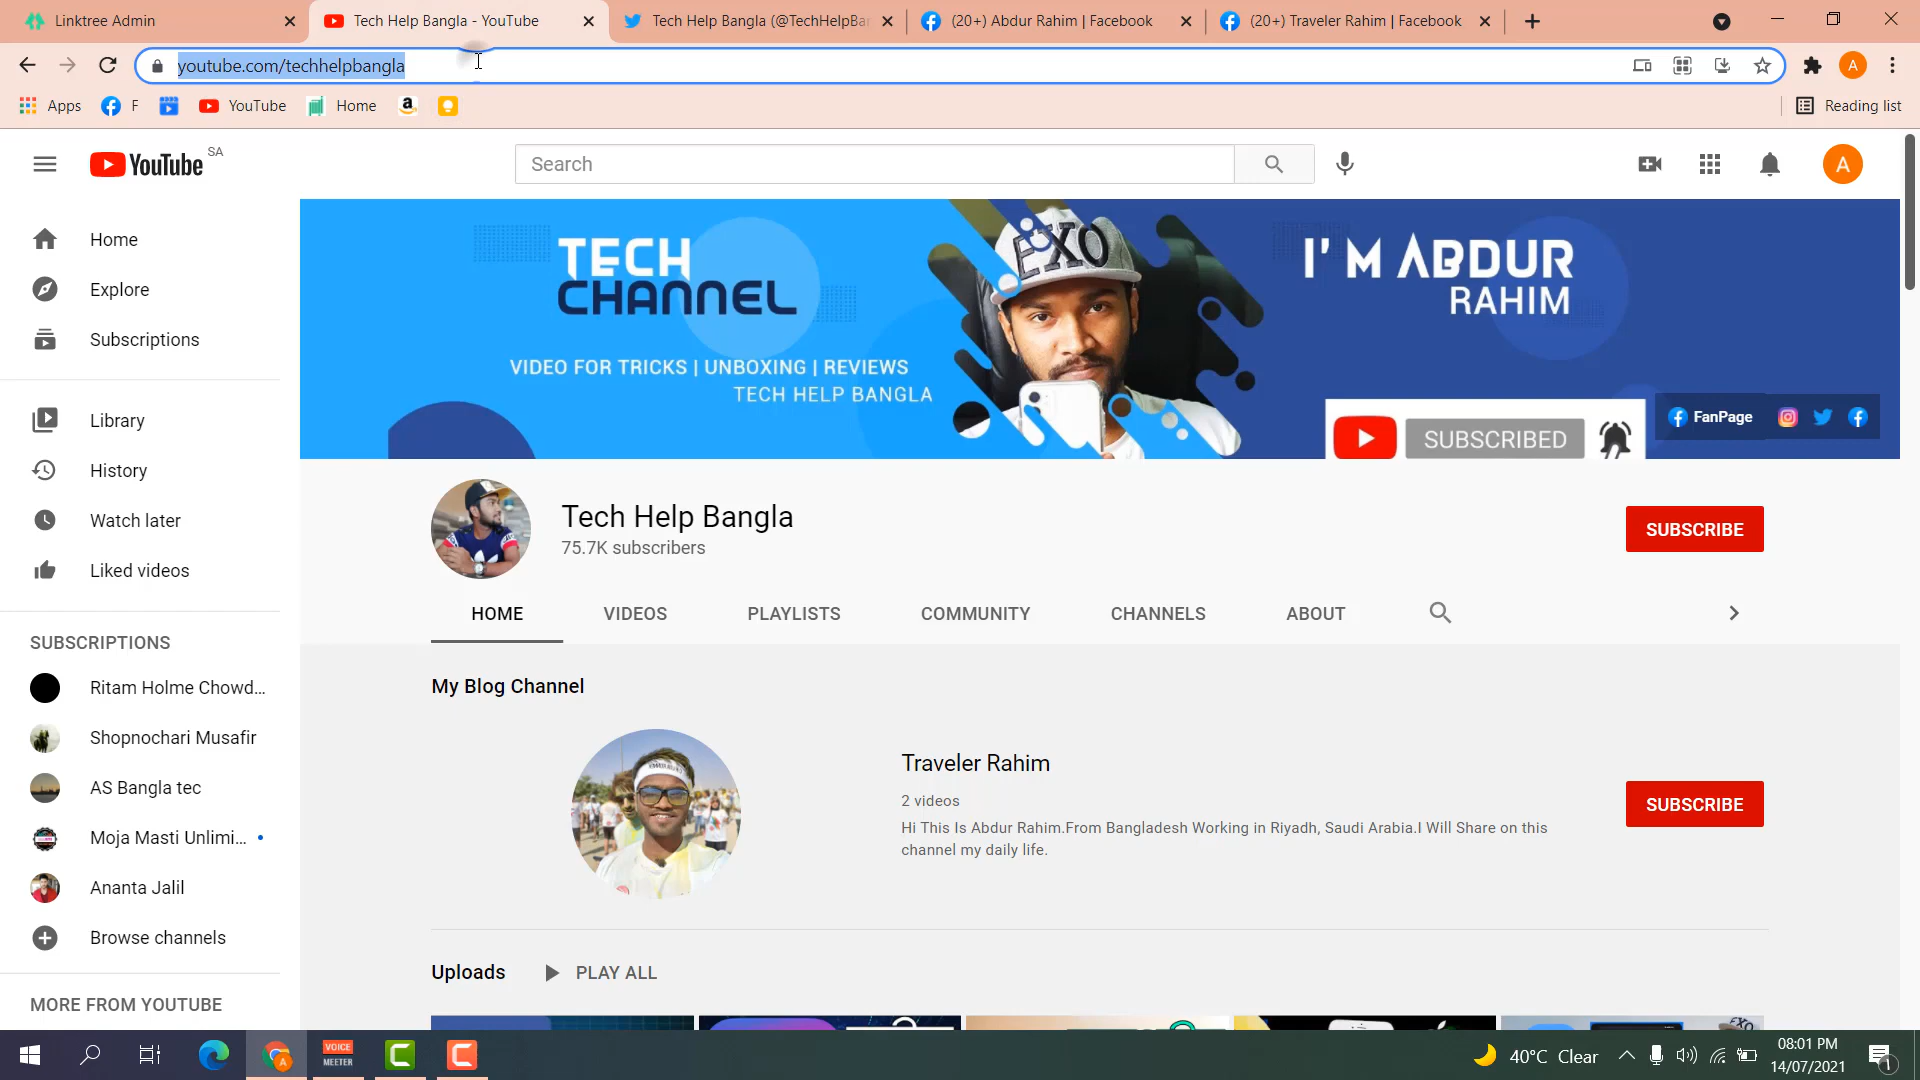 Linktree Admin
Tech Help Bangla - YouTube
Tech Help Bangla (@TechHelpBan
(20+) Abdur Rahim | Facebook
(20+) Traveler Rahim | Facebook
youtube.com/techhelpbangla
A
Apps
F
YouTube
Home
Reading list
YouTube SA
Search
A
Home
Explore
Subscriptions
Library
History
Watch later
Liked videos
SUBSCRIPTIONS
Ritam Holme Chowd...
Shopnochari Musafir
AS Bangla tec
Moja Masti Unlimi...
Ananta Jalil
Browse channels
MORE FROM YOUTUBE
TECH
CHANNEL
VIDEO FOR TRICKS | UNBOXING | REVIEWS
TECH HELP BANGLA
EXO
I'M ABDUR
RAHIM
SUBSCRIBED
FanPage
Tech Help Bangla
75.7K subscribers
SUBSCRIBE
HOME
VIDEOS
PLAYLISTS
COMMUNITY
CHANNELS
ABOUT
My Blog Channel
Traveler Rahim
2 videos
Hi This Is Abdur Rahim.From Bangladesh Working in Riyadh, Saudi Arabia.I Will Share on this
channel my daily life.
SUBSCRIBE
Uploads
PLAY ALL
VOICE
MEETER
40°C Clear
08:01 PM
14/07/2021
1